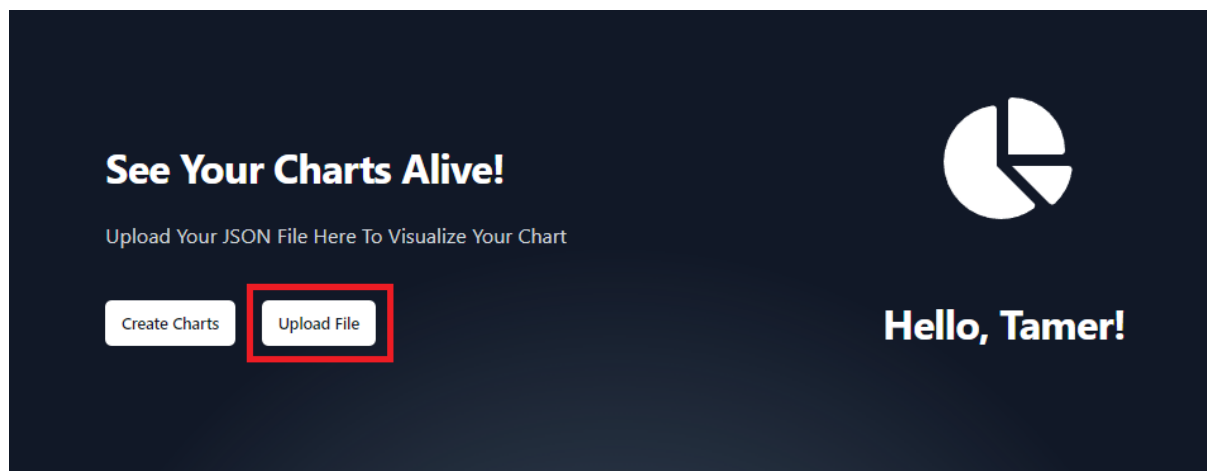 See Your Charts Alive!
Upload Your JSON File Here To Visualize Your Chart
Create Charts
Upload File
Hello, Tamer!